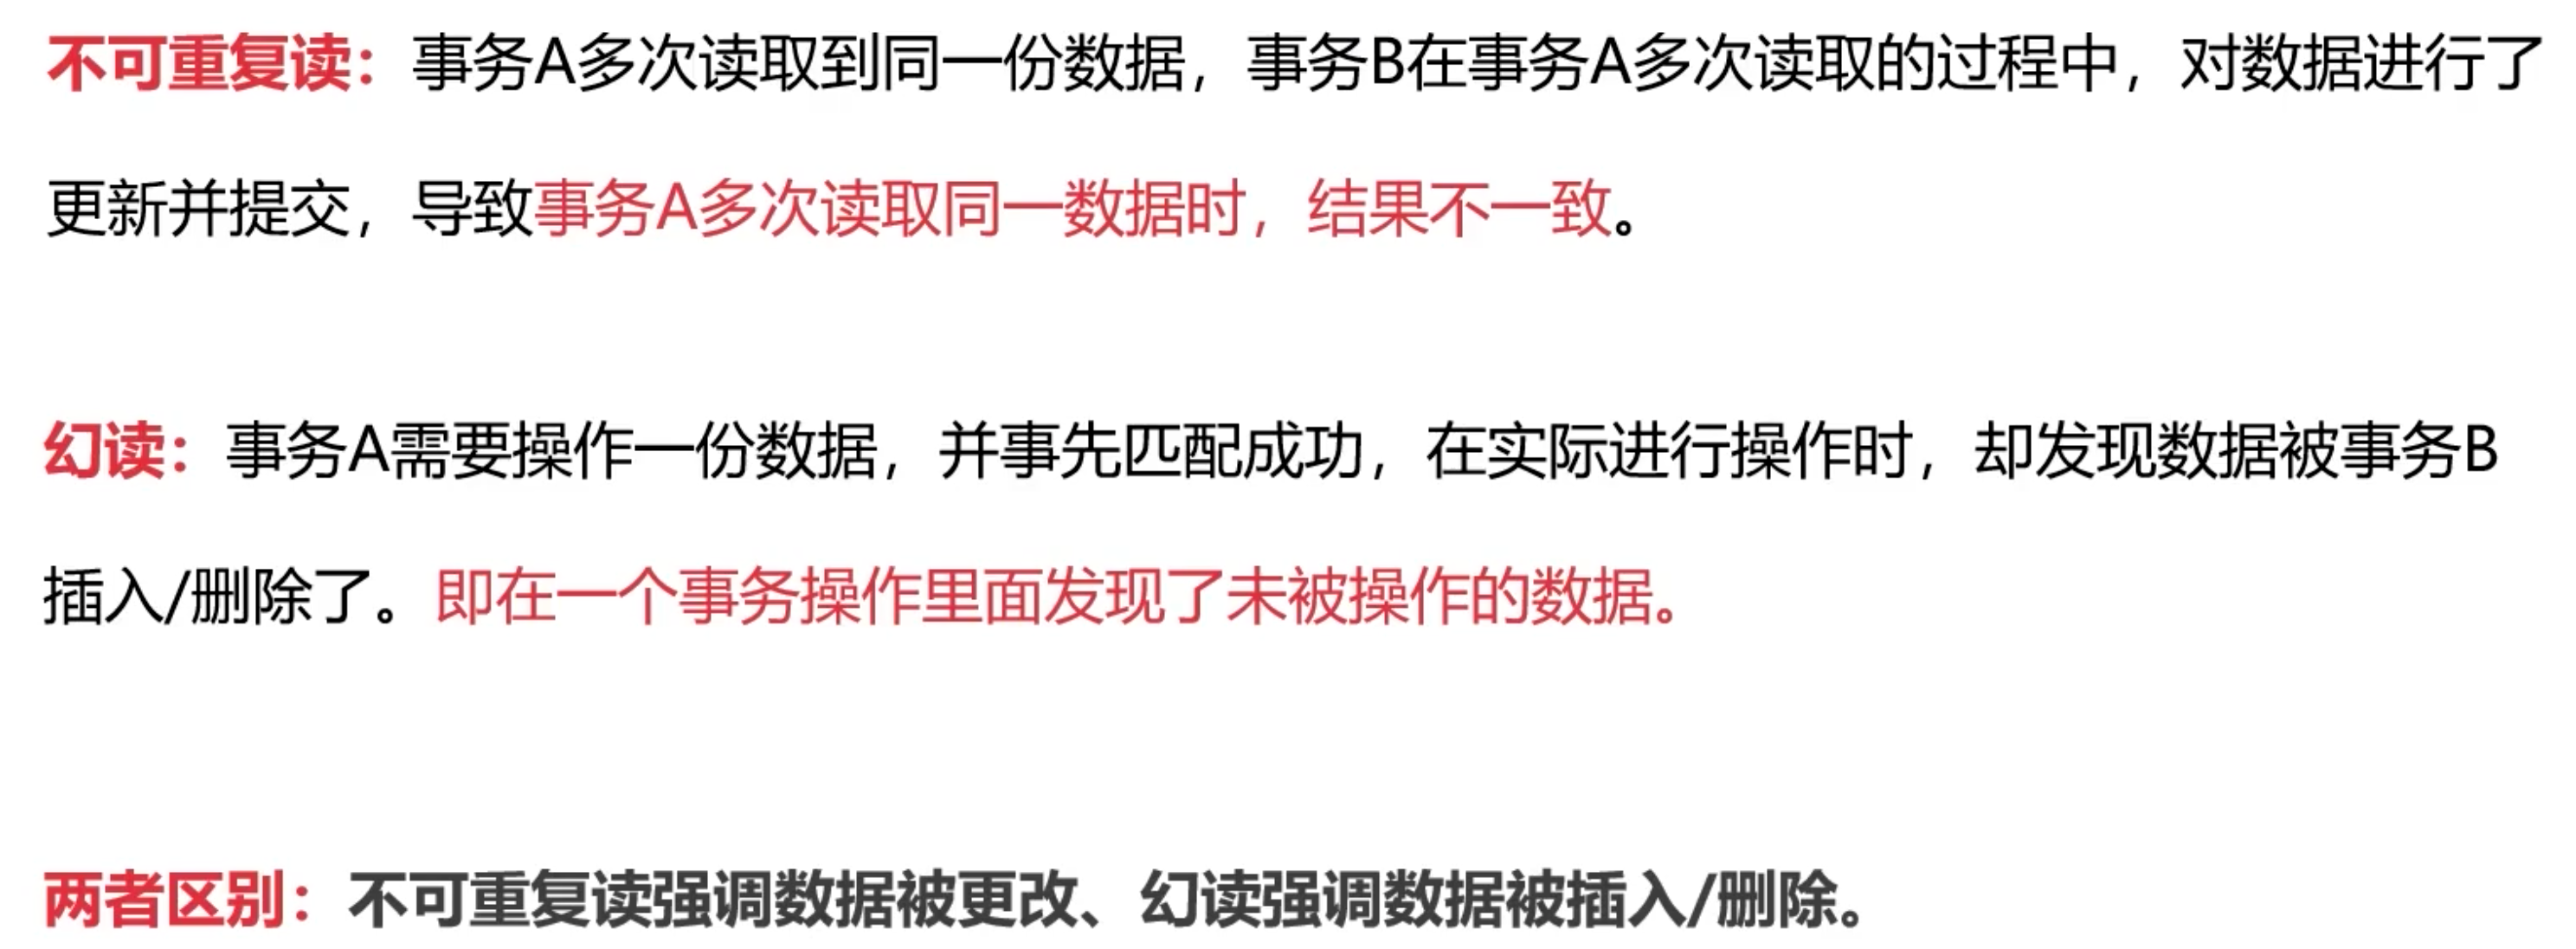 不可重复读：事务A多次读取到同一份数据，事务B在事务A多次读取的过程中，对数据进行了
更新并提交，导致事务A多次读取同一数据时，结果不一致。
幻读：事务A需要操作一份数据，并事先匹配成功，在实际进行操作时，却发现数据被事务B
插入/删除了。即在一个事务操作里面发现了未被操作的数据。
两者区别：不可重复读强调数据被更改、幻读强调数据被插入/删除。